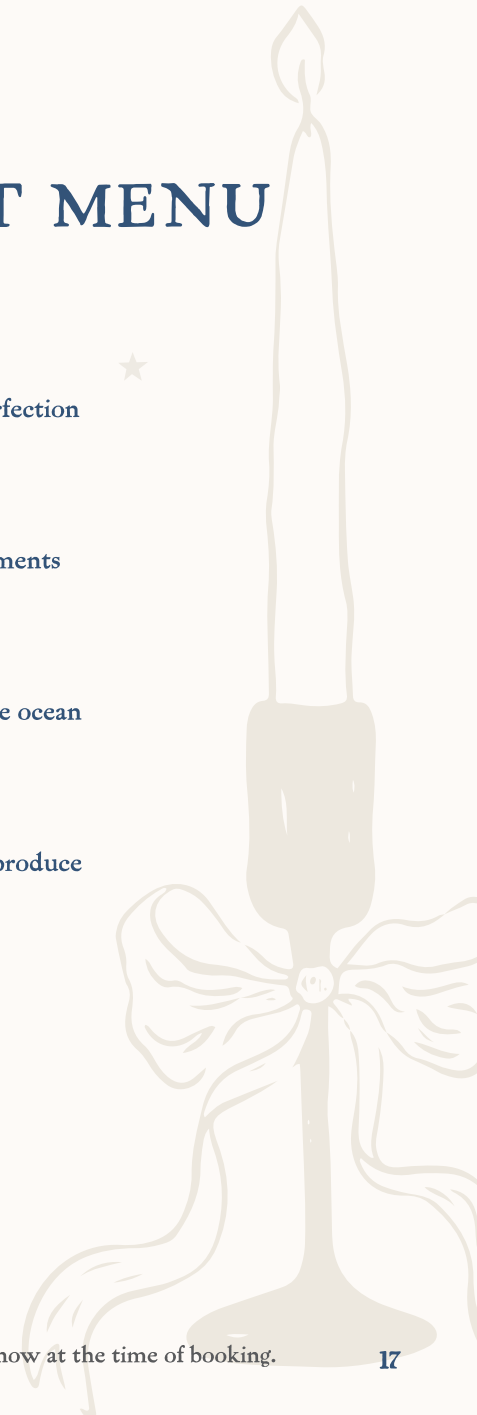 T MENU
rfection
ments
e ocean
produce
now at the time of booking.
17